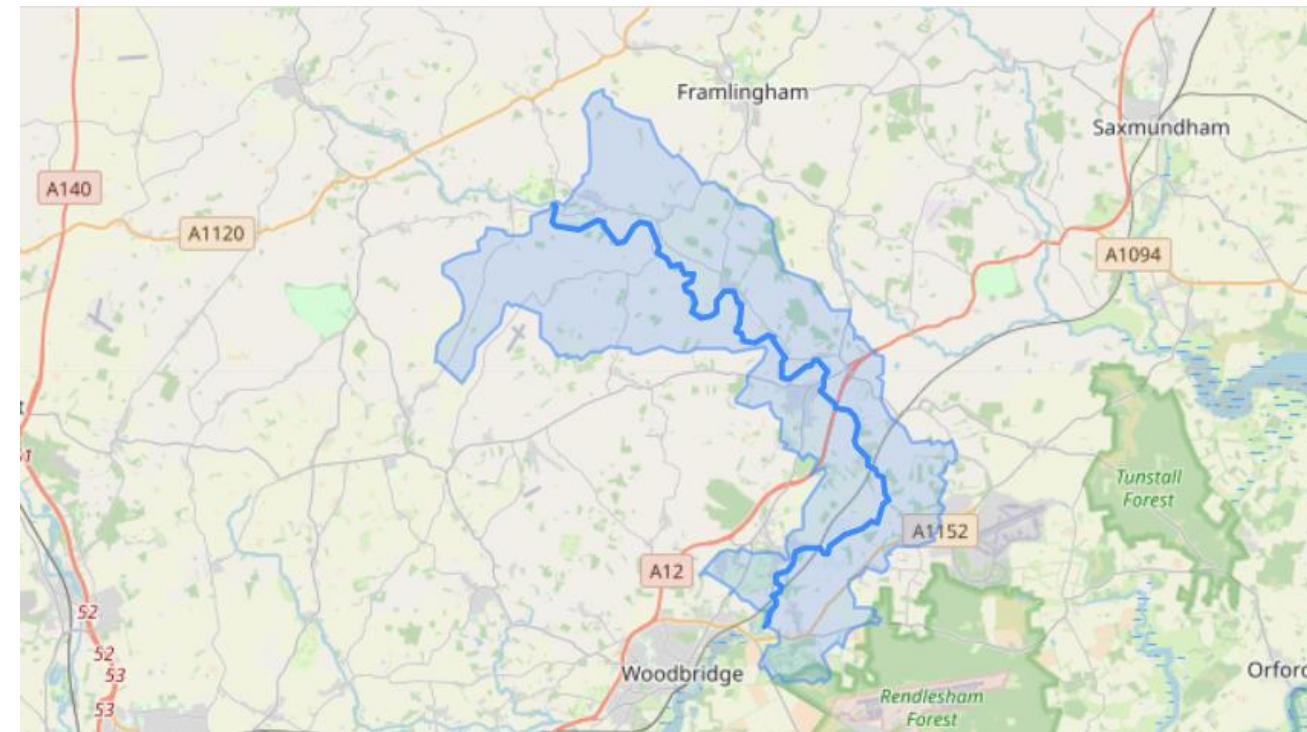 Framlingham
Saxmundham
A140
A1120
A1094
Tunstall
Forest
A1152
A12
52
52
53
53
Woodbridge
Rendlesham
Forest